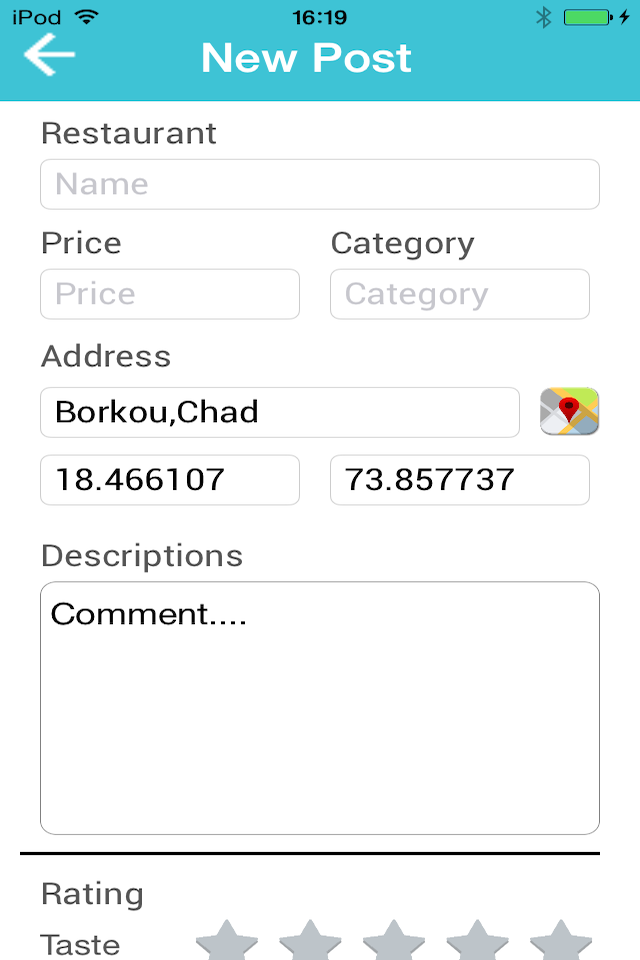 iPod 16:19
New Post
Restaurant
Name
Price Category
Price Category
Address
Borkou,Chad
18.466107 73.857737
Descriptions
Comment....
Rating
Taste